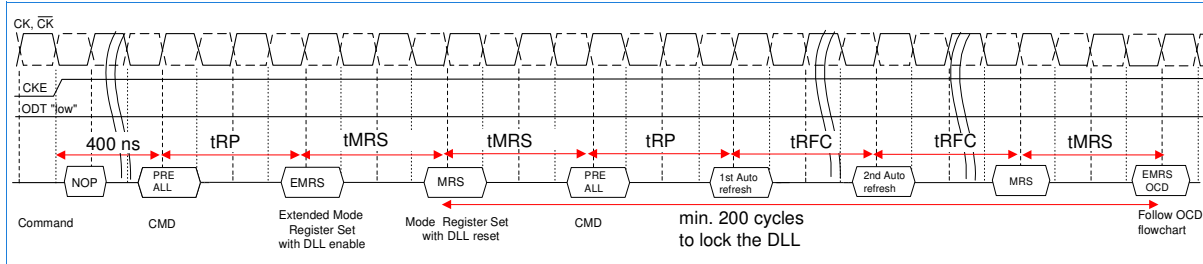 CK, CK
CKE
ODT "low"
400 ns
tRP
tMRS
tMRS
tRP
tRFC
tRFC
tMRS
NOP
PRE
ALL
EMRS
MRS
PRE
ALL
1st Auto
refresh
2nd Auto
refresh
MRS
EMRS
OCD
Command
CMD
Extended Mode
Register Set
with DLL enable
Mode Register Set
with DLL reset
CMD
min. 200 cycles
to lock the DLL
Follow OCD
flowchart